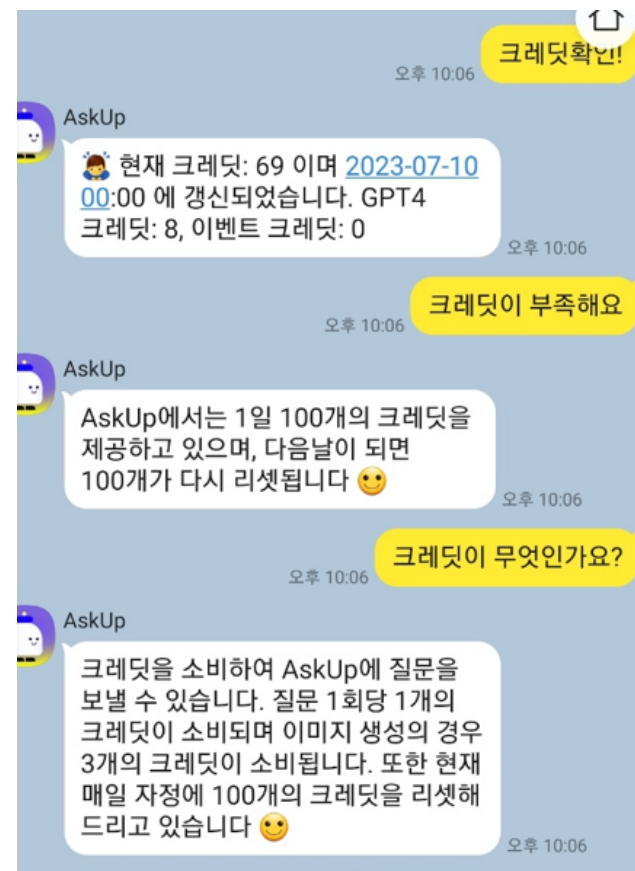 크레딧확인!
오후 10:06
AskUp
🙇 현재 크레딧: 69 이며 2023-07-10
00:00 에 갱신되었습니다. GPT4
크레딧: 8, 이벤트 크레딧: 0
오후 10:06
크레딧이 부족해요
오후 10:06
AskUp
AskUp에서는 1일 100개의 크레딧을
제공하고 있으며, 다음날이 되면
100개가 다시 리셋됩니다 🙂
오후 10:06
크레딧이 무엇인가요?
오후 10:06
AskUp
크레딧을 소비하여 AskUp에 질문을
보낼 수 있습니다. 질문 1회당 1개의
크레딧이 소비되며 이미지 생성의 경우
3개의 크레딧이 소비됩니다. 또한 현재
매일 자정에 100개의 크레딧을 리셋해
드리고 있습니다 🙂
오후 10:06